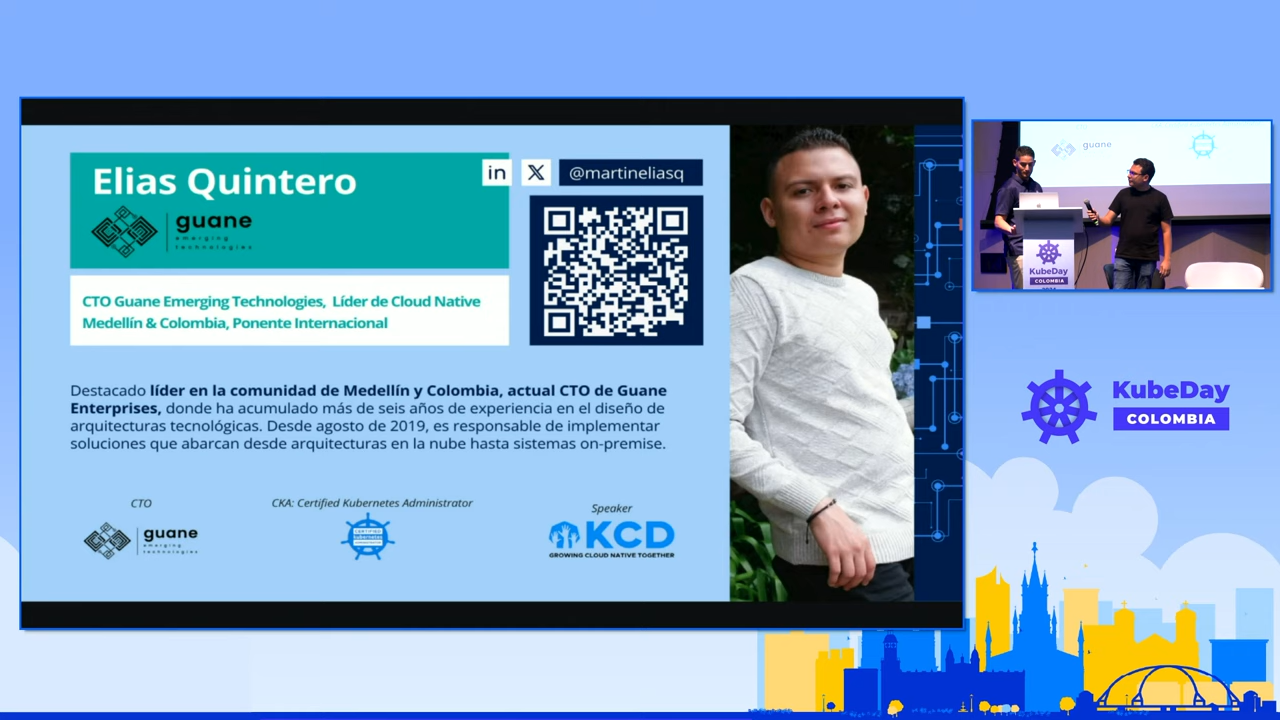 Elias Quintero
in
X
@martineliasq
guane
emerging
technologies
CTO Guane Emerging Technologies, Líder de Cloud Native
Medellín & Colombia, Ponente Internacional
Destacado líder en la comunidad de Medellín y Colombia, actual CTO de Guane
Enterprises, donde ha acumulado más de seis años de experiencia en el diseño de
arquitecturas tecnológicas. Desde agosto de 2019, es responsable de implementar
soluciones que abarcan desde arquitecturas en la nube hasta sistemas on-premise.
CTO
guane
emerging
technologies
CKA: Certified Kubernetes Administrator
CERTIFIED
kubernetes
Speaker
KCD
GROWING CLOUD NATIVE TOGETHER
guane
KubeDay
COLOMBIA
KubeDay
COLOMBIA